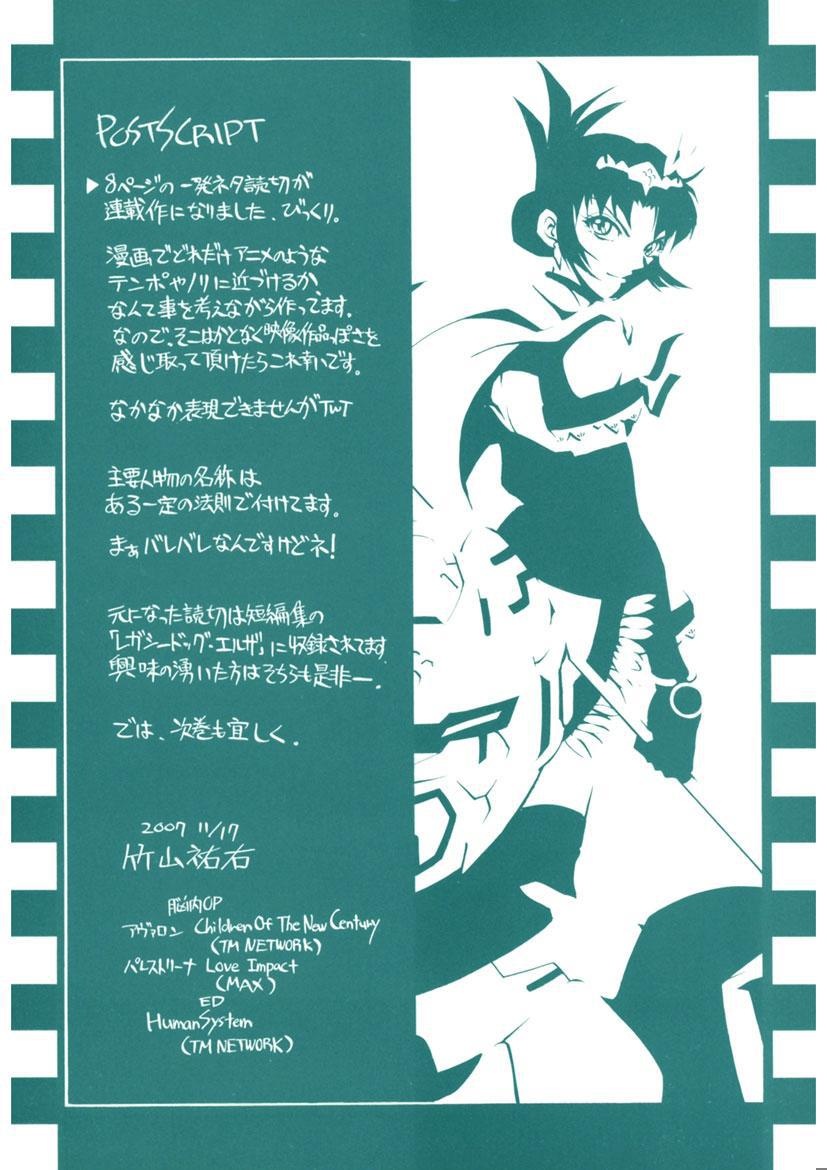 POSTSCRIPT
▶8ページの一発ネタ読切が
連載作になりました、びっくり。
漫画でどれだけアニメのような
テンポやノリに近づけるか、
なんて事を考えながら作ってます。
なので、そこはかとなく映像作品っぽさを
感じ取って頂けたらこれ幸いです。
なかなか表現できませんがTwT
主要人物の名称は
ある一定の法則で付けてます。
まぁバレバレなんですけどネ!
元になった読切は短編集の
「レガシードッグ・エルザ」に収録されてます
興味の湧いた方はそちらも是非ー。
では、次巻も宜しく。
2007 11/17
竹山祐右
脳内OP
アヴァロン Children Of The New Century
(TM NETWORK)
パレストリーナ Love Impact
(MAX)
ED
Human System
(TM NETWORK)